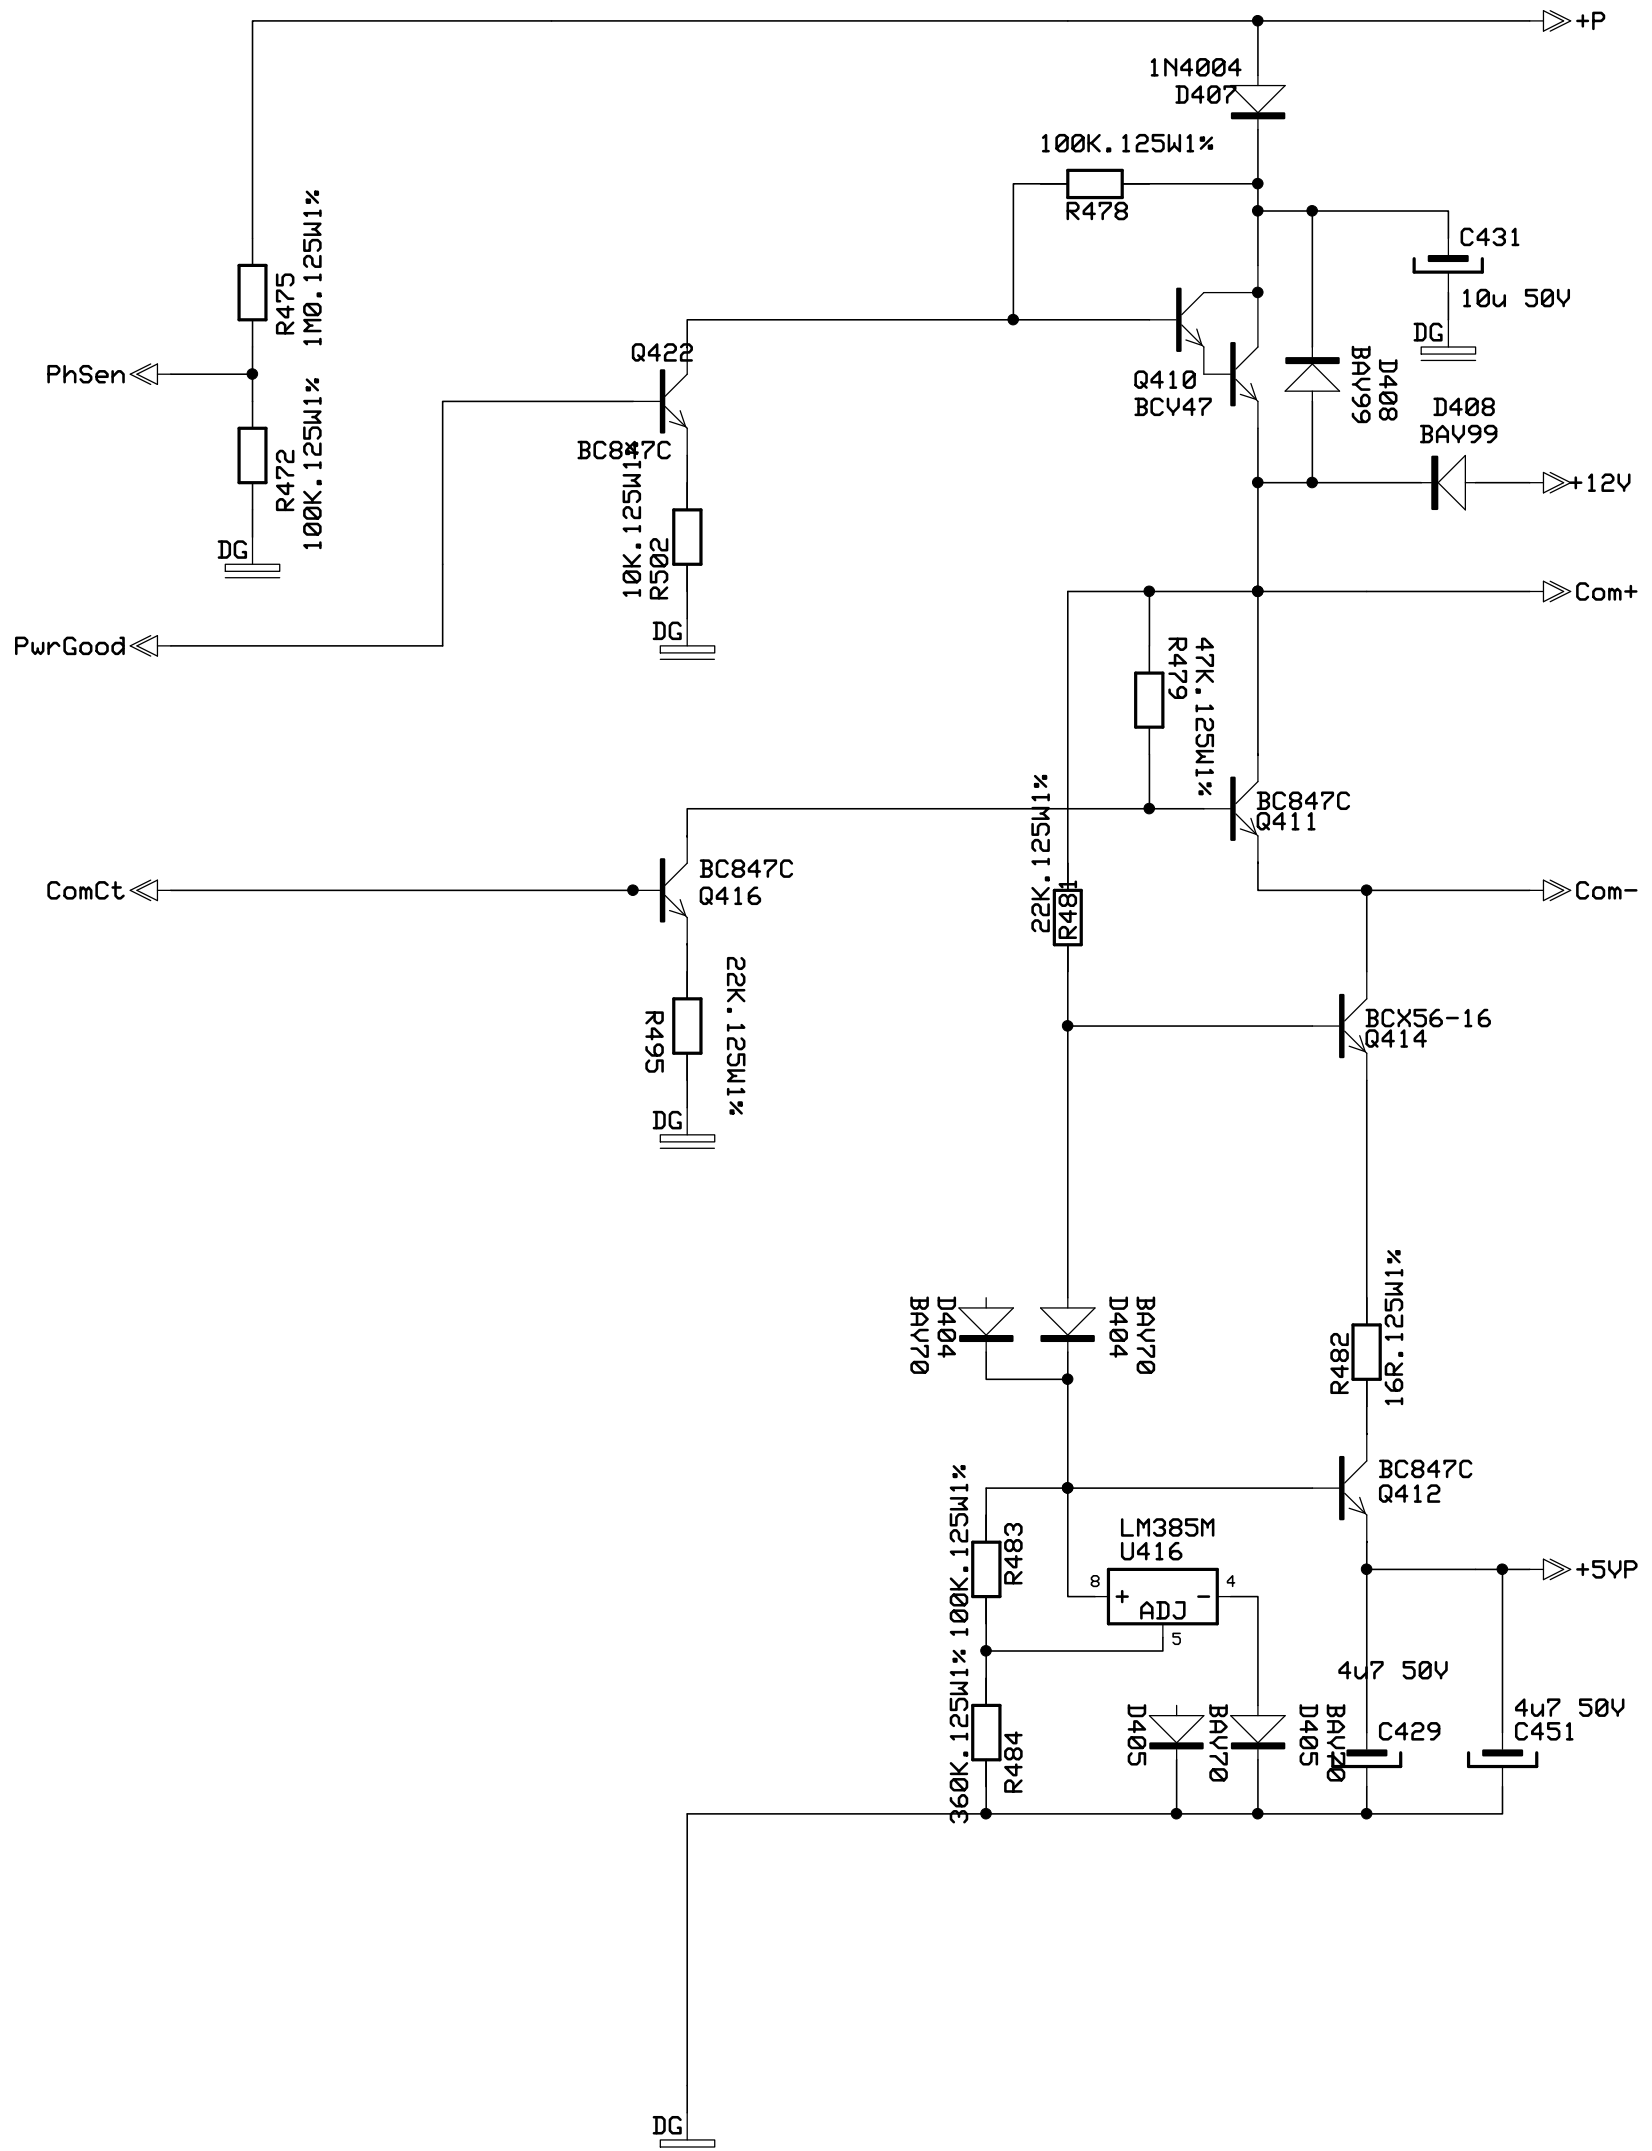 +P
1N4004
D407
100K.125W1%
R478
C431
10u 50V
DG
R475
1M0.125W1%
PhSen
R472
100K.125W1%
DG
Q422
BC847C
10K.125W1%
R502
DG
Q410
BCV47
D408
BAV99
D408
BAV99
+12V
Com+
PwrGood
R479
47K.125W1%
BC847C
Q411
ComCt
BC847C
Q416
22K.125W1%
R481
Com-
R495
22K.125W1%
DG
BCX56-16
Q414
D404
BAV70
D404
BAV70
R482
16R.125W1%
BC847C
Q412
R483
100K.125W1%
LM385M
U416
8 + - 4
ADJ
5
+5VP
R484
360K.125W1%
D405
BAV70
D405
BAV70
4u7 50V
C429
4u7 50V
C451
DG